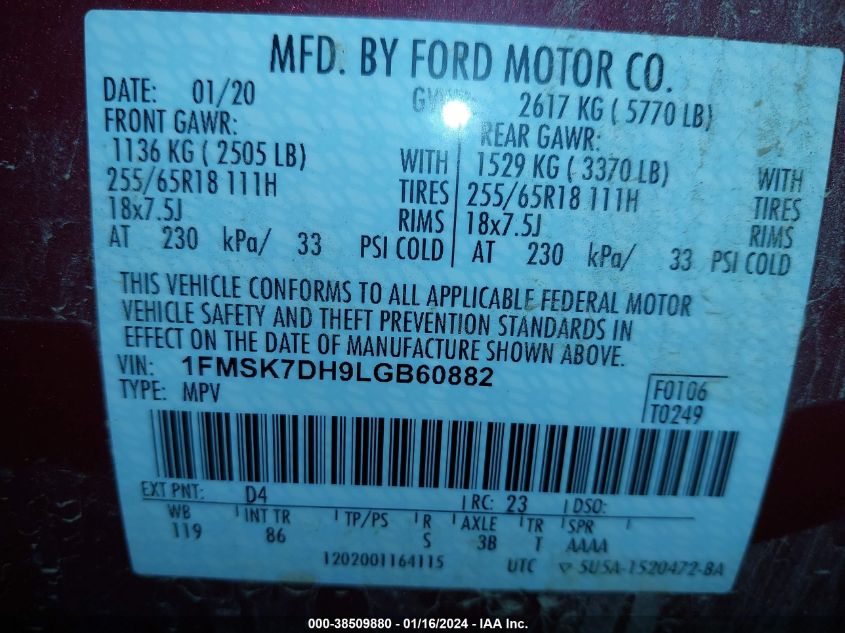 MFD. BY FORD MOTOR CO.
DATE: 01/20 GVWR: 2617 KG ( 5770 LB)
FRONT GAWR: REAR GAWR:
1136 KG ( 2505 LB) WITH 1529 KG ( 3370 LB) WITH
255/65R18 111H TIRES 255/65R18 111H TIRES
18x7.5J RIMS 18x7.5J RIMS
AT 230 kPa/ 33 PSI COLD AT 230 kPa/ 33 PSI COLD
THIS VEHICLE CONFORMS TO ALL APPLICABLE FEDERAL MOTOR
VEHICLE SAFETY AND THEFT PREVENTION STANDARDS IN
EFFECT ON THE DATE OF MANUFACTURE SHOWN ABOVE.
VIN: 1FMSK7DH9LGB60882
TYPE: MPV F0106
T0249
EXT PNT: D4 RC: 23 DSO:
WB INT TR TP/PS R AXLE TR SPR
119 86 S 3B T AAAA
1202001164115 UTC 5U5A-1520472-BA
000-38509880 - 01/16/2024 - IAA Inc.